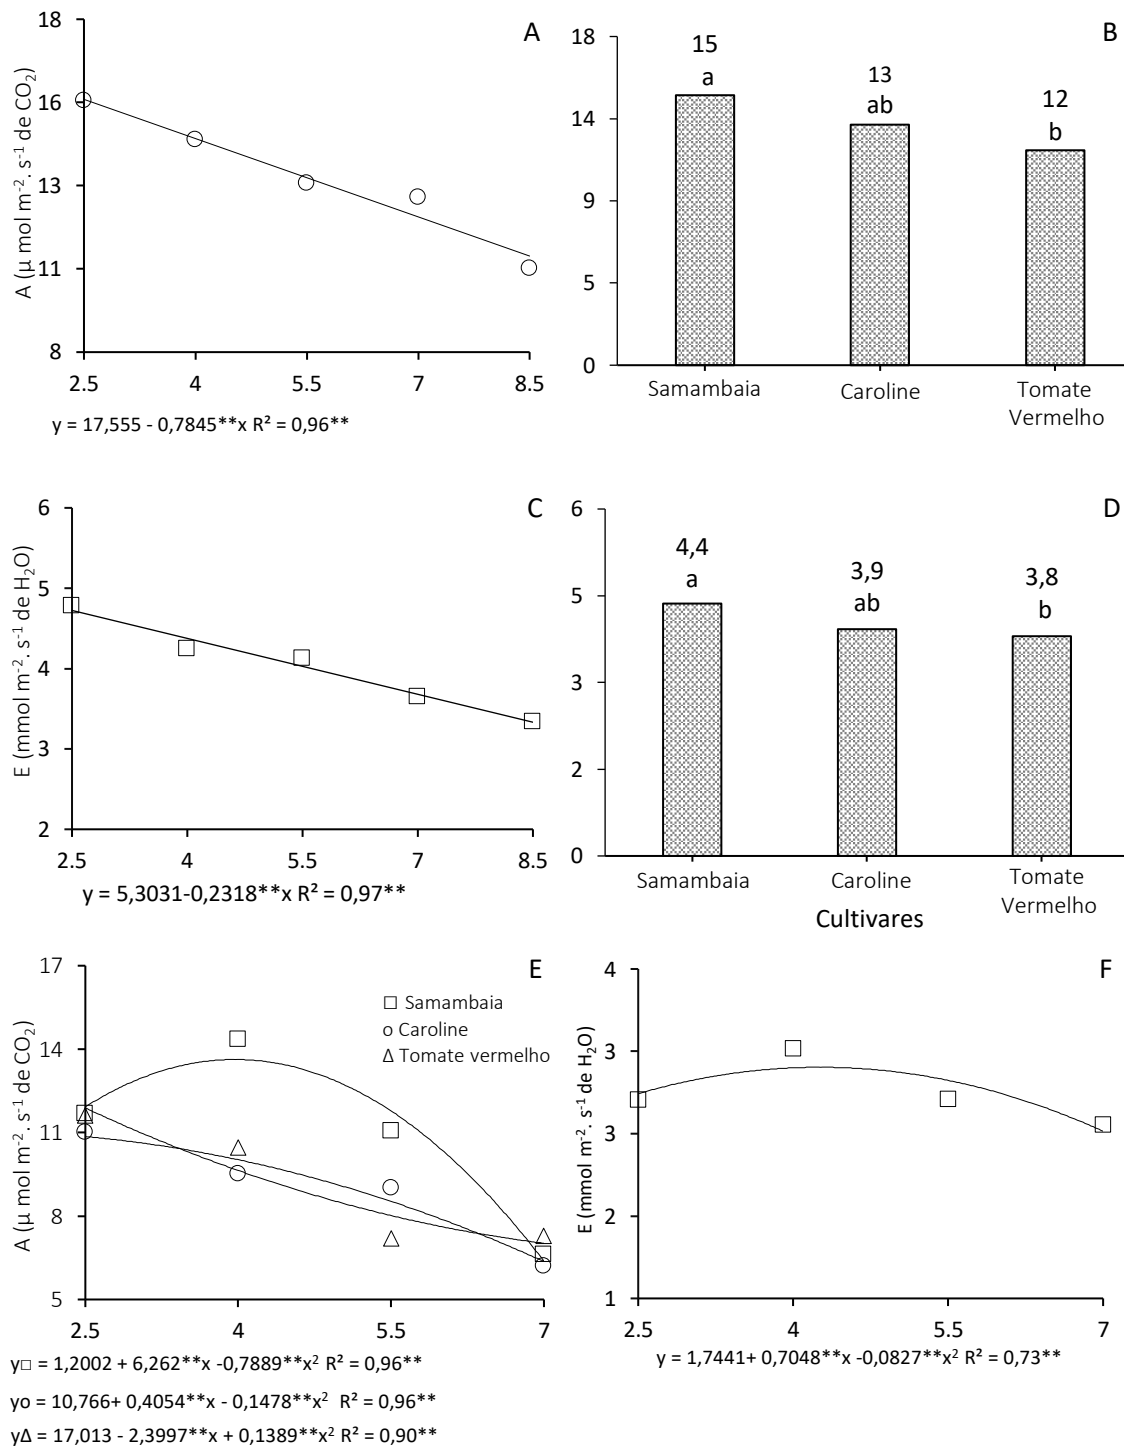 A
A (µ mol m⁻². s⁻¹ de CO₂)
18
16
13
11
8
2.5 4 5.5 7 8.5
y = 17,555 - 0,7845**x R² = 0,96**
B
18
14
9
5
0
15
a
13
ab
12
b
Samambaia Caroline Tomate
Vermelho
C
E (mmol m⁻². s⁻¹ de H₂O)
6
5
4
3
2
2.5 4 5.5 7 8.5
y = 5,3031-0,2318**x R² = 0,97**
D
6
5
3
2
0
4,4
a
3,9
ab
3,8
b
Samambaia Caroline Tomate
Vermelho
Cultivares
E
A (µ mol m⁻². s⁻¹ de CO₂)
17
14
11
8
5
□ Samambaia
o Caroline
Δ Tomate vermelho
2.5 4 5.5 7
y□ = 1,2002 + 6,262**x -0,7889**x² R² = 0,96**
yo = 10,766+ 0,4054**x - 0,1478**x² R² = 0,96**
yΔ = 17,013 - 2,3997**x + 0,1389**x² R² = 0,90**
F
E (mmol m⁻². s⁻¹ de H₂O)
4
3
3
2
1
2.5 4 5.5 7
y = 1,7441+ 0,7048**x -0,0827**x² R² = 0,73**